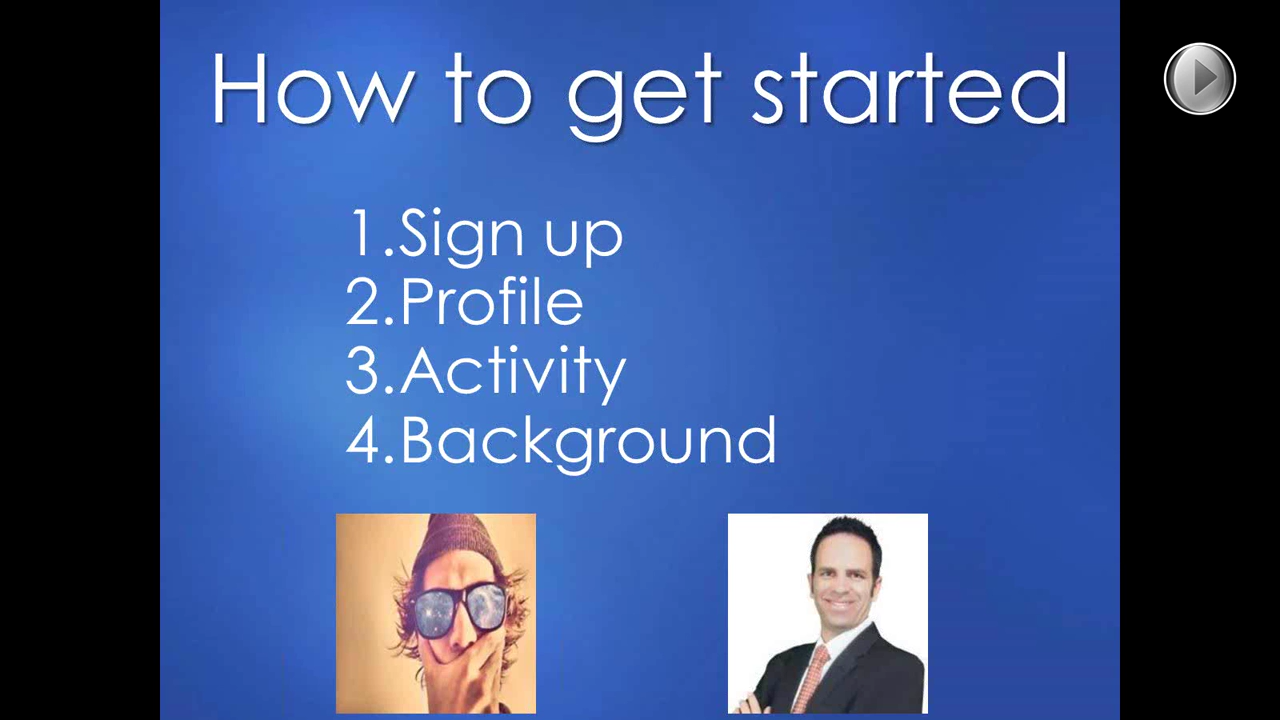 How to get started
1.Sign up
2.Profile
3.Activity
4.Background